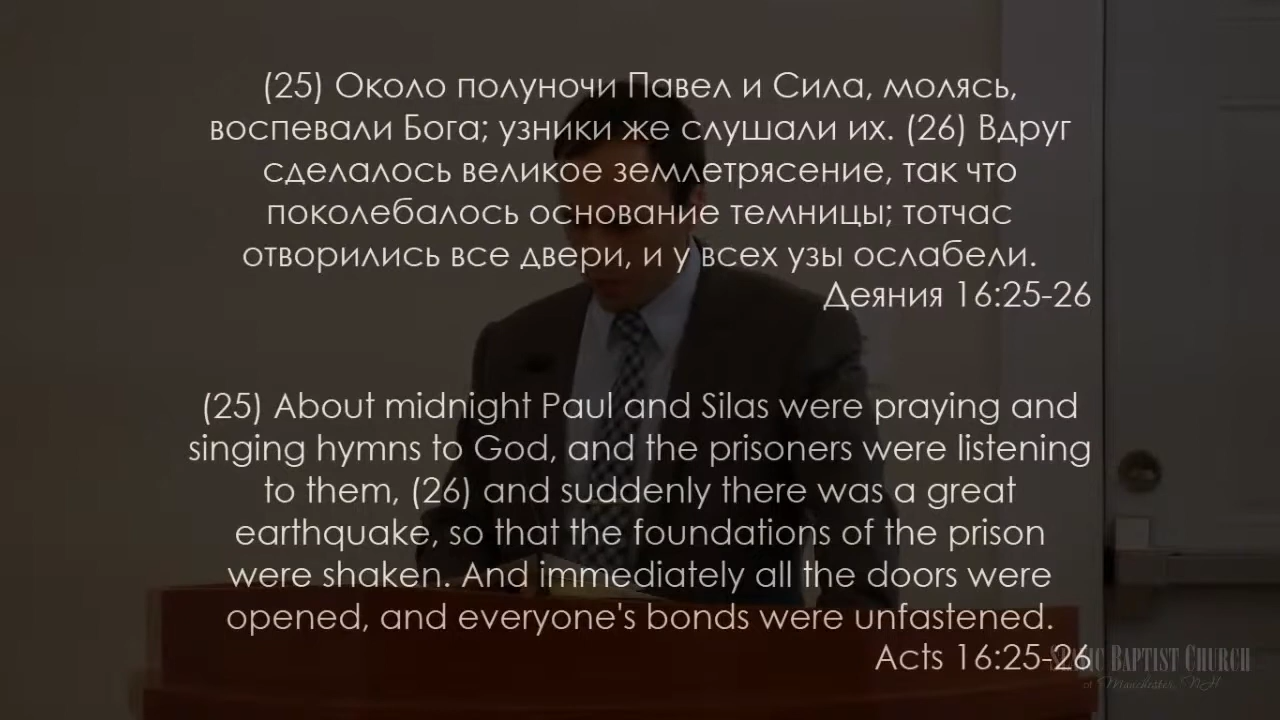 (25) Около полуночи Павел и Сила, молясь,
воспевали Бога; узники же слушали их. (26) Вдруг
сделалось великое землетрясение, так что
поколебалось основание темницы; тотчас
отворились все двери, и у всех узы ослабели.
Деяния 16:25-26
(25) About midnight Paul and Silas were praying and
singing hymns to God, and the prisoners were listening
to them, (26) and suddenly there was a great
earthquake, so that the foundations of the prison
were shaken. And immediately all the doors were
opened, and everyone's bonds were unfastened.
Acts 16:25-26
Baptist Church
of Manchester, NH